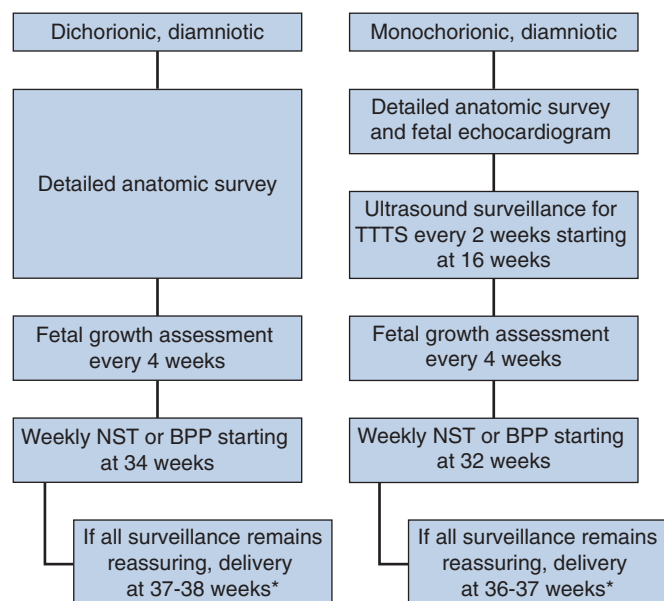 Dichorionic, diamniotic
Detailed anatomic survey
Fetal growth assessment
every 4 weeks
Weekly NST or BPP starting
at 34 weeks
If all surveillance remains
reassuring, delivery
at 37-38 weeks*
Monochorionic, diamniotic
Detailed anatomic survey
and fetal echocardiogram
Ultrasound surveillance for
TTTS every 2 weeks starting
at 16 weeks
Fetal growth assessment
every 4 weeks
Weekly NST or BPP starting
at 32 weeks
If all surveillance remains
reassuring, delivery
at 36-37 weeks*